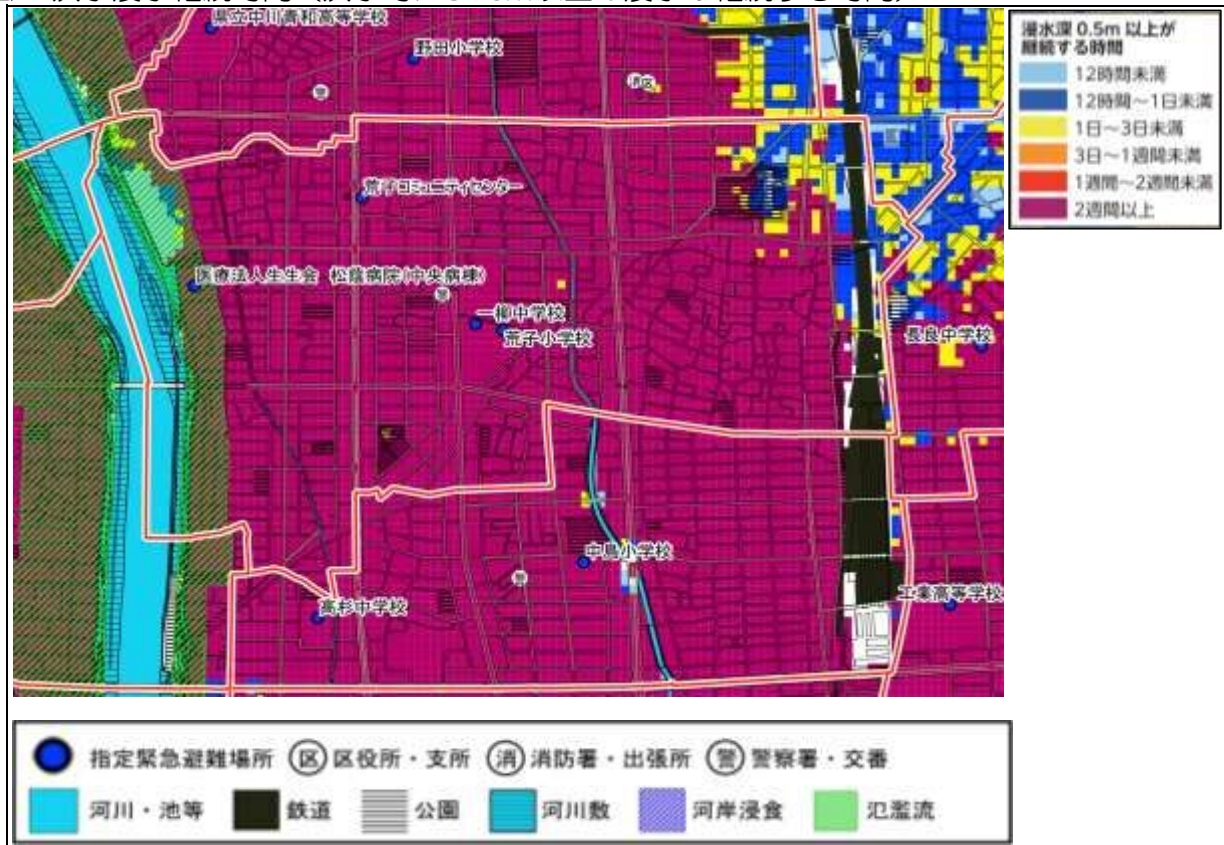 県立中川青和高等学校
野田小学校
消 区
警
荒子コミュニティセンター
医療法人生生会 松蔭病院(中央病棟)
警
一柳中学校
荒子小学校
長良中学校
中島小学校
警
高杉中学校
工業高等学校
浸水深 0.5m 以上が
継続する時間
12時間未満
12時間～1日未満
1日～3日未満
3日～1週間未満
1週間～2週間未満
2週間以上
指定緊急避難場所 区 区役所・支所 消 消防署・出張所 警 警察署・交番
河川・池等 鉄道 公園 河川敷 河岸浸食 氾濫流